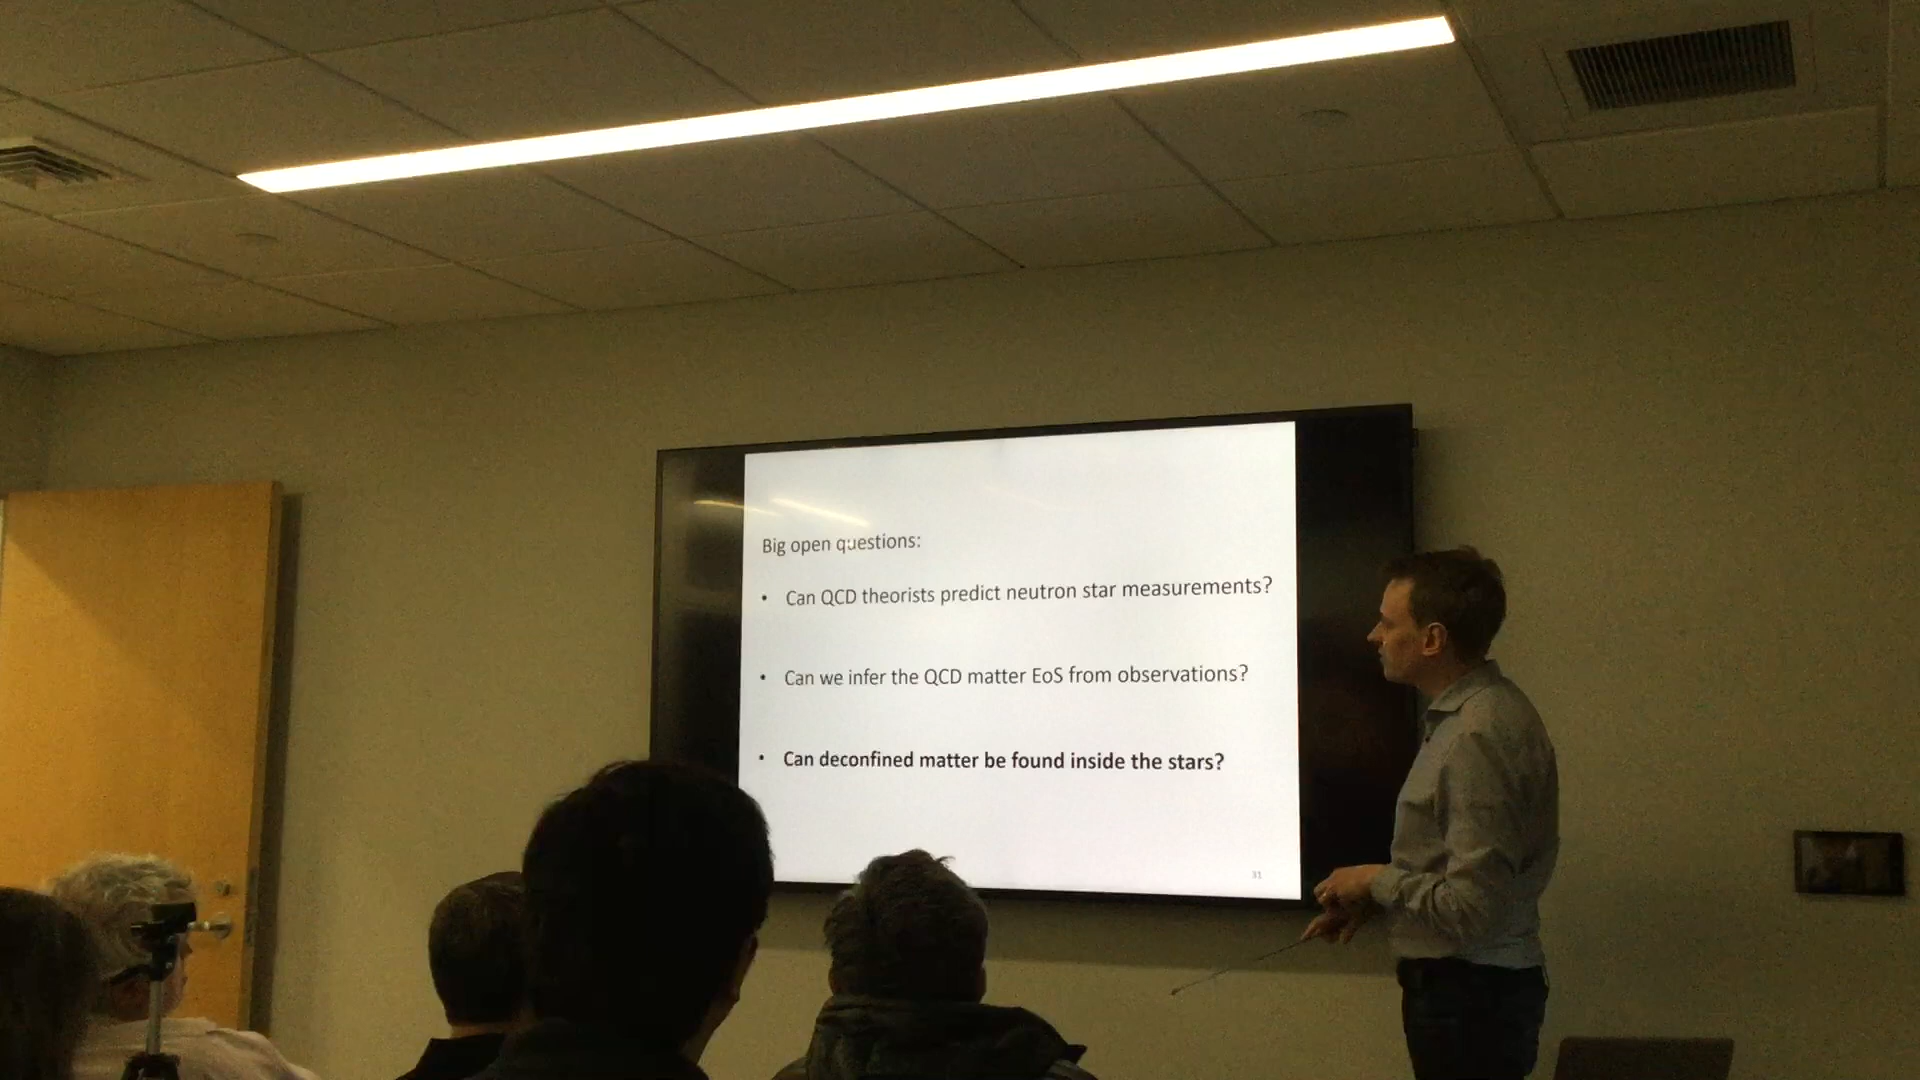 Big open questions:
• Can QCD theorists predict neutron star measurements?
• Can we infer the QCD matter EoS from observations?
• Can deconfined matter be found inside the stars?
31